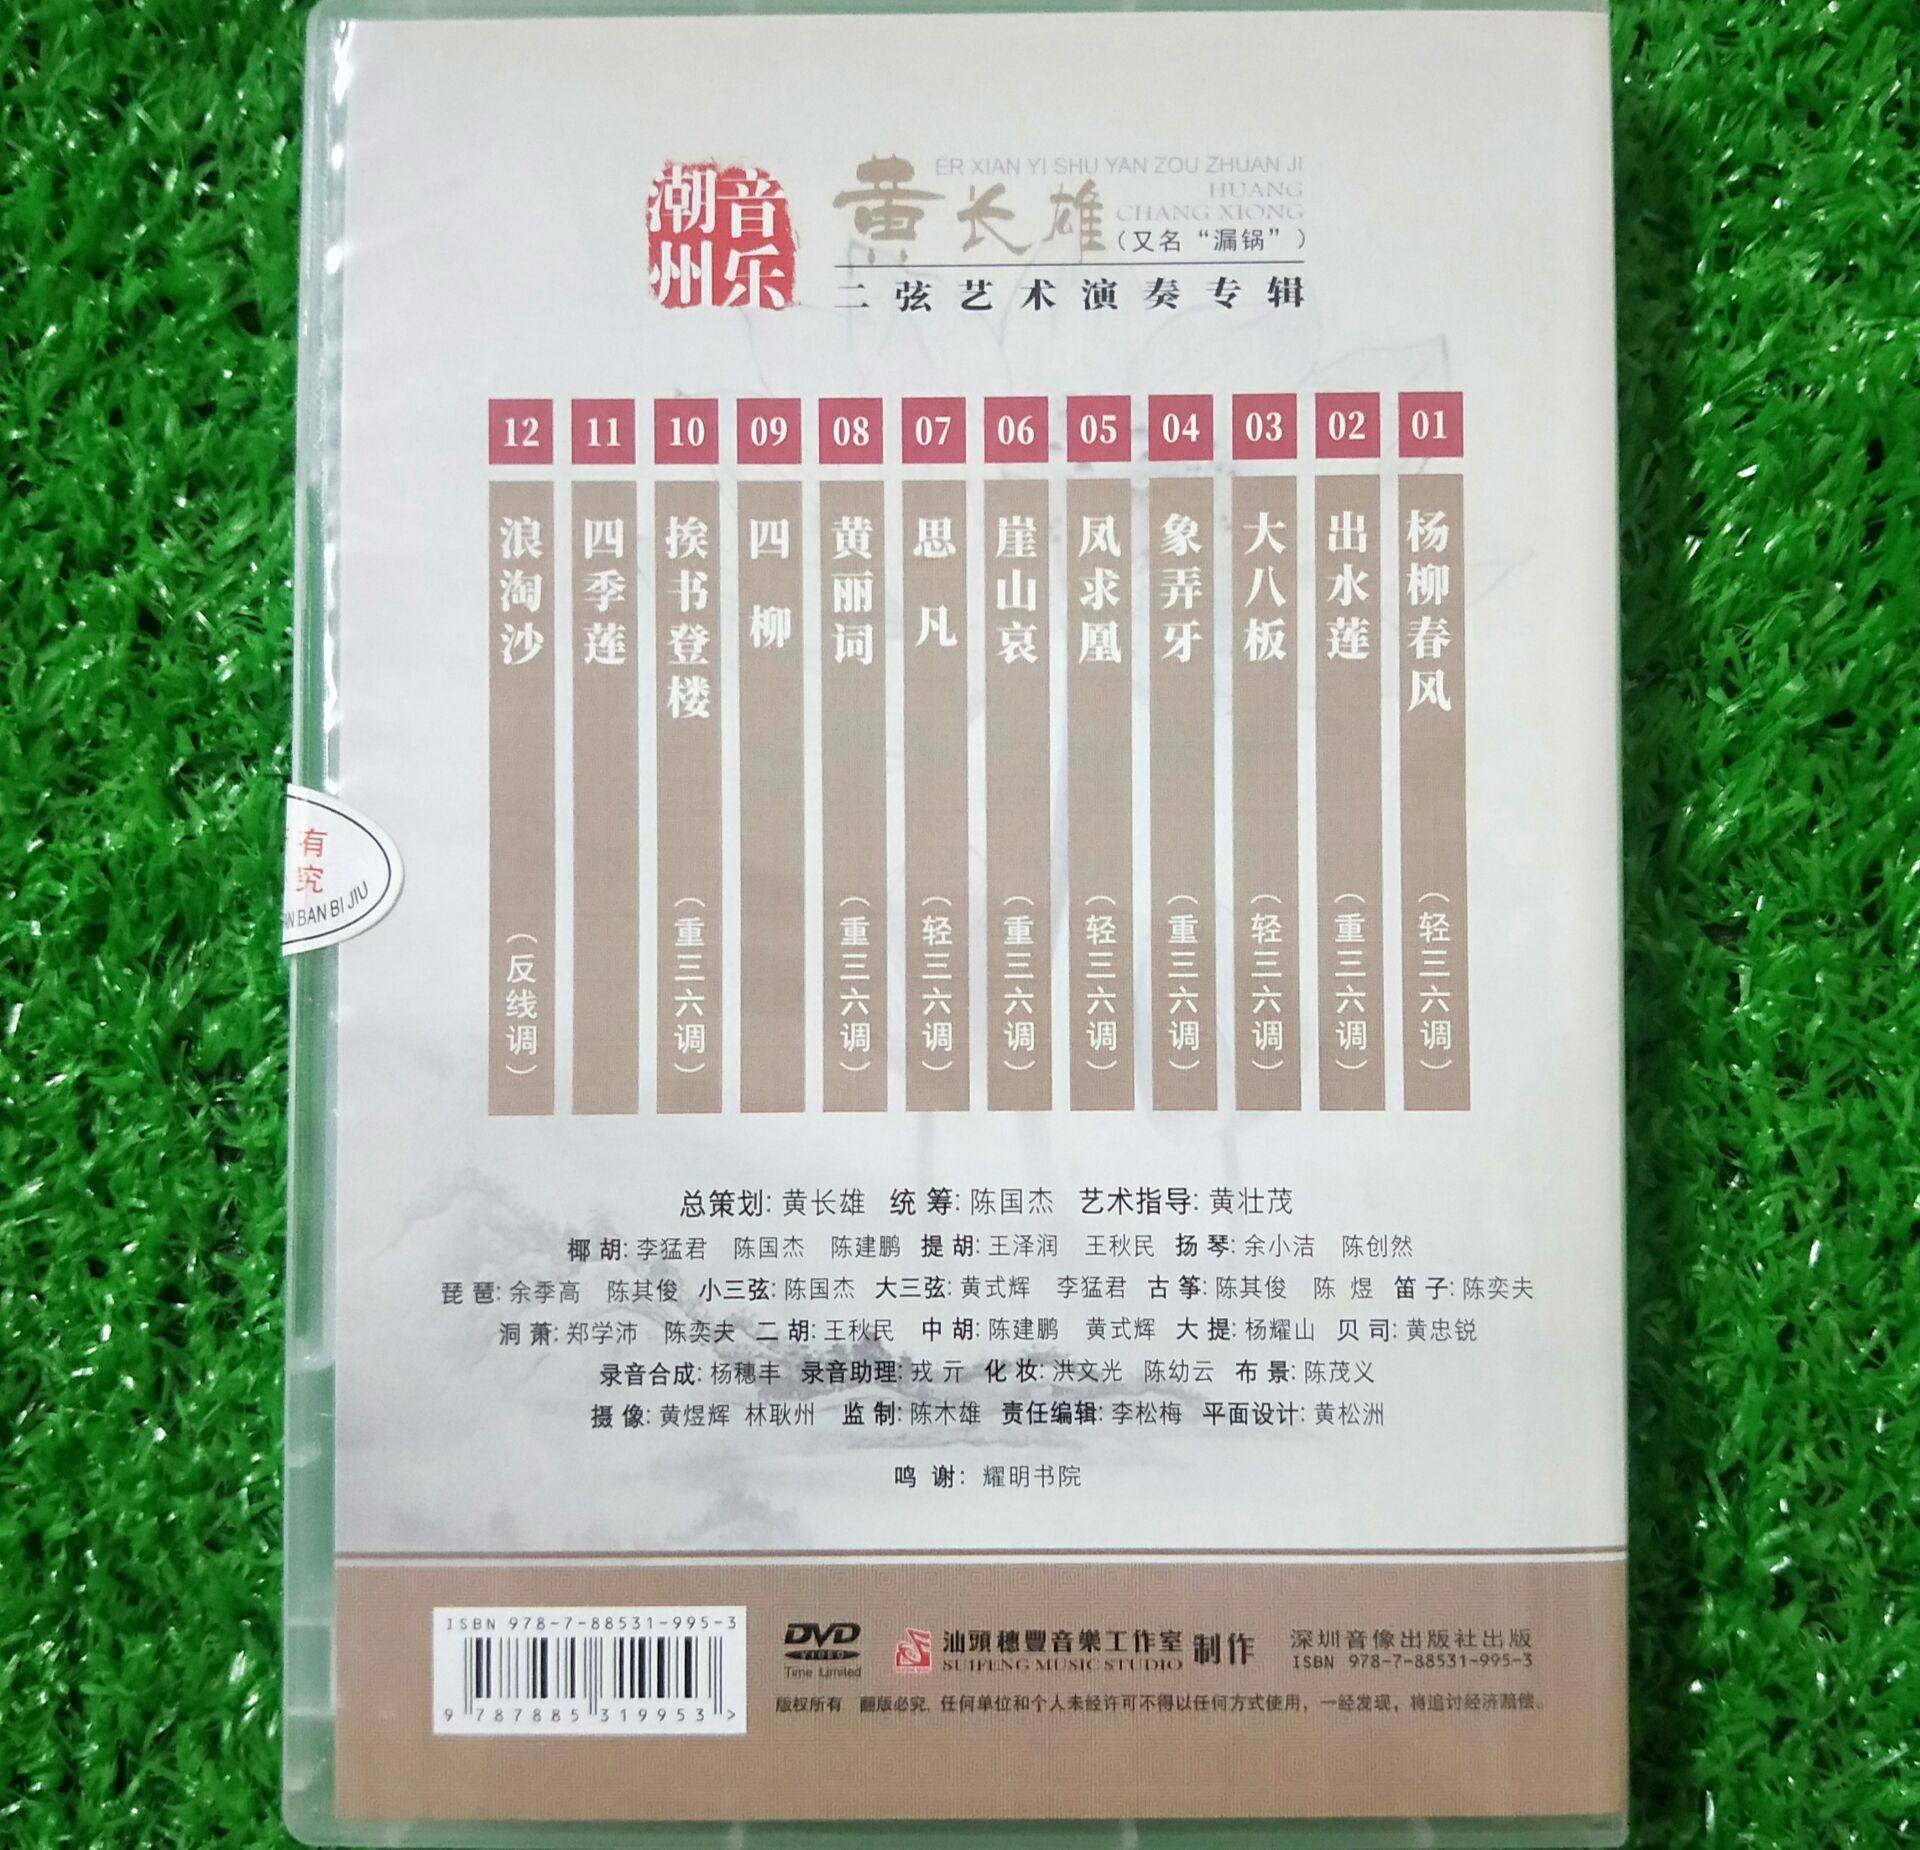 潮州音乐
ER XIAN YI SHU YAN ZOU ZHUAN JI
黄长雄
HUANG
CHANG XIONG
（又名“漏锅”）
二弦艺术演奏专辑
01 杨柳春风（轻三六调）
02 出水莲（重三六调）
03 大八板（轻三六调）
04 象弄牙（重三六调）
05 凤求凰（轻三六调）
06 崖山哀（重三六调）
07 思凡（轻三六调）
08 黄丽词（重三六调）
09 四柳
10 挨书登楼（重三六调）
11 四季莲
12 浪淘沙（反线调）
有
究
BAN BI JIU
总策划: 黄长雄 统筹: 陈国杰 艺术指导: 黄壮茂
椰胡: 李猛君 陈国杰 陈建鹏 提胡: 王泽润 王秋民 扬琴: 余小洁 陈创然
琵琶: 余季高 陈其俊 小三弦: 陈国杰 大三弦: 黄式辉 李猛君 古筝: 陈其俊 陈煜 笛子: 陈奕夫
洞萧: 郑学沛 陈奕夫 二胡: 王秋民 中胡: 陈建鹏 黄式辉 大提: 杨耀山 贝司: 黄忠锐
录音合成: 杨穗丰 录音助理: 戎亓 化妆: 洪文光 陈幼云 布景: 陈茂义
摄像: 黄煜辉 林耿州 监制: 陈木雄 责任编辑: 李松梅 平面设计: 黄松洲
鸣谢: 耀明书院
ISBN 978-7-88531-995-3
9 787885 319953 >
DVD
VIDEO
Time Limited
汕頭穗豐音樂工作室 制作
SUIFENG MUSIC STUDIO
深圳音像出版社出版
ISBN 978-7-88531-995-3
版权所有 翻版必究. 任何单位和个人未经许可不得以任何方式使用，一经发现，将追讨经济赔偿。